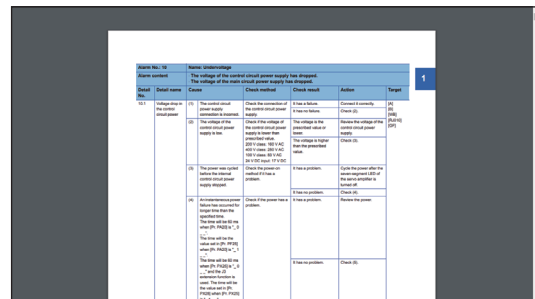 Alarm No.: 10
Name: Undervoltage
Alarm content
The voltage of the control circuit power supply has dropped.
The voltage of the main circuit power supply has dropped.
1
Detail No.
Detail name
Cause
Check method
Check result
Action
Target
10.1
Voltage drop in
the control
circuit power
(1)
The control circuit
power supply
connection is incorrect.
Check the connection of
the control circuit power
supply.
It has a failure.
Connect it correctly.
It has no failure.
Check (2).
[A]
[B]
[WB]
[RJ010]
[GF]
(2)
The voltage of the
control circuit power
supply is low.
Check if the voltage of
the control circuit power
supply is lower than
prescribed value.
200 V class: 160 V AC
400 V class: 280 V AC
100 V class: 83 V AC
24 V DC input: 17 V DC
The voltage is the
prescribed value or
lower.
Review the voltage of the
control circuit power
supply.
The voltage is higher
than the prescribed
value.
Check (3).
(3)
The power was cycled
before the internal
control circuit power
supply stopped.
Check the power-on
method if it has a
problem.
It has a problem.
Cycle the power after the
seven-segment LED of
the servo amplifier is
turned off.
It has no problem.
Check (4).
(4)
An instantaneous power
failure has occurred for
longer time than the
specified time.
The time will be 60 ms
when [Pr. PA20] is "_ 0
_ _".
The time will be the
value set in [Pr. PF25]
when [Pr. PA20] is "_ 1
_ _".
The time will be 60 ms
when [Pr. PX25] is "_ 0
_ _" and the J3
extension function is
used. The time will be
the value set in [Pr.
PX28] when [Pr. PX25]
Check if the power has a
problem.
It has a problem.
Review the power.
It has no problem.
Check (5).